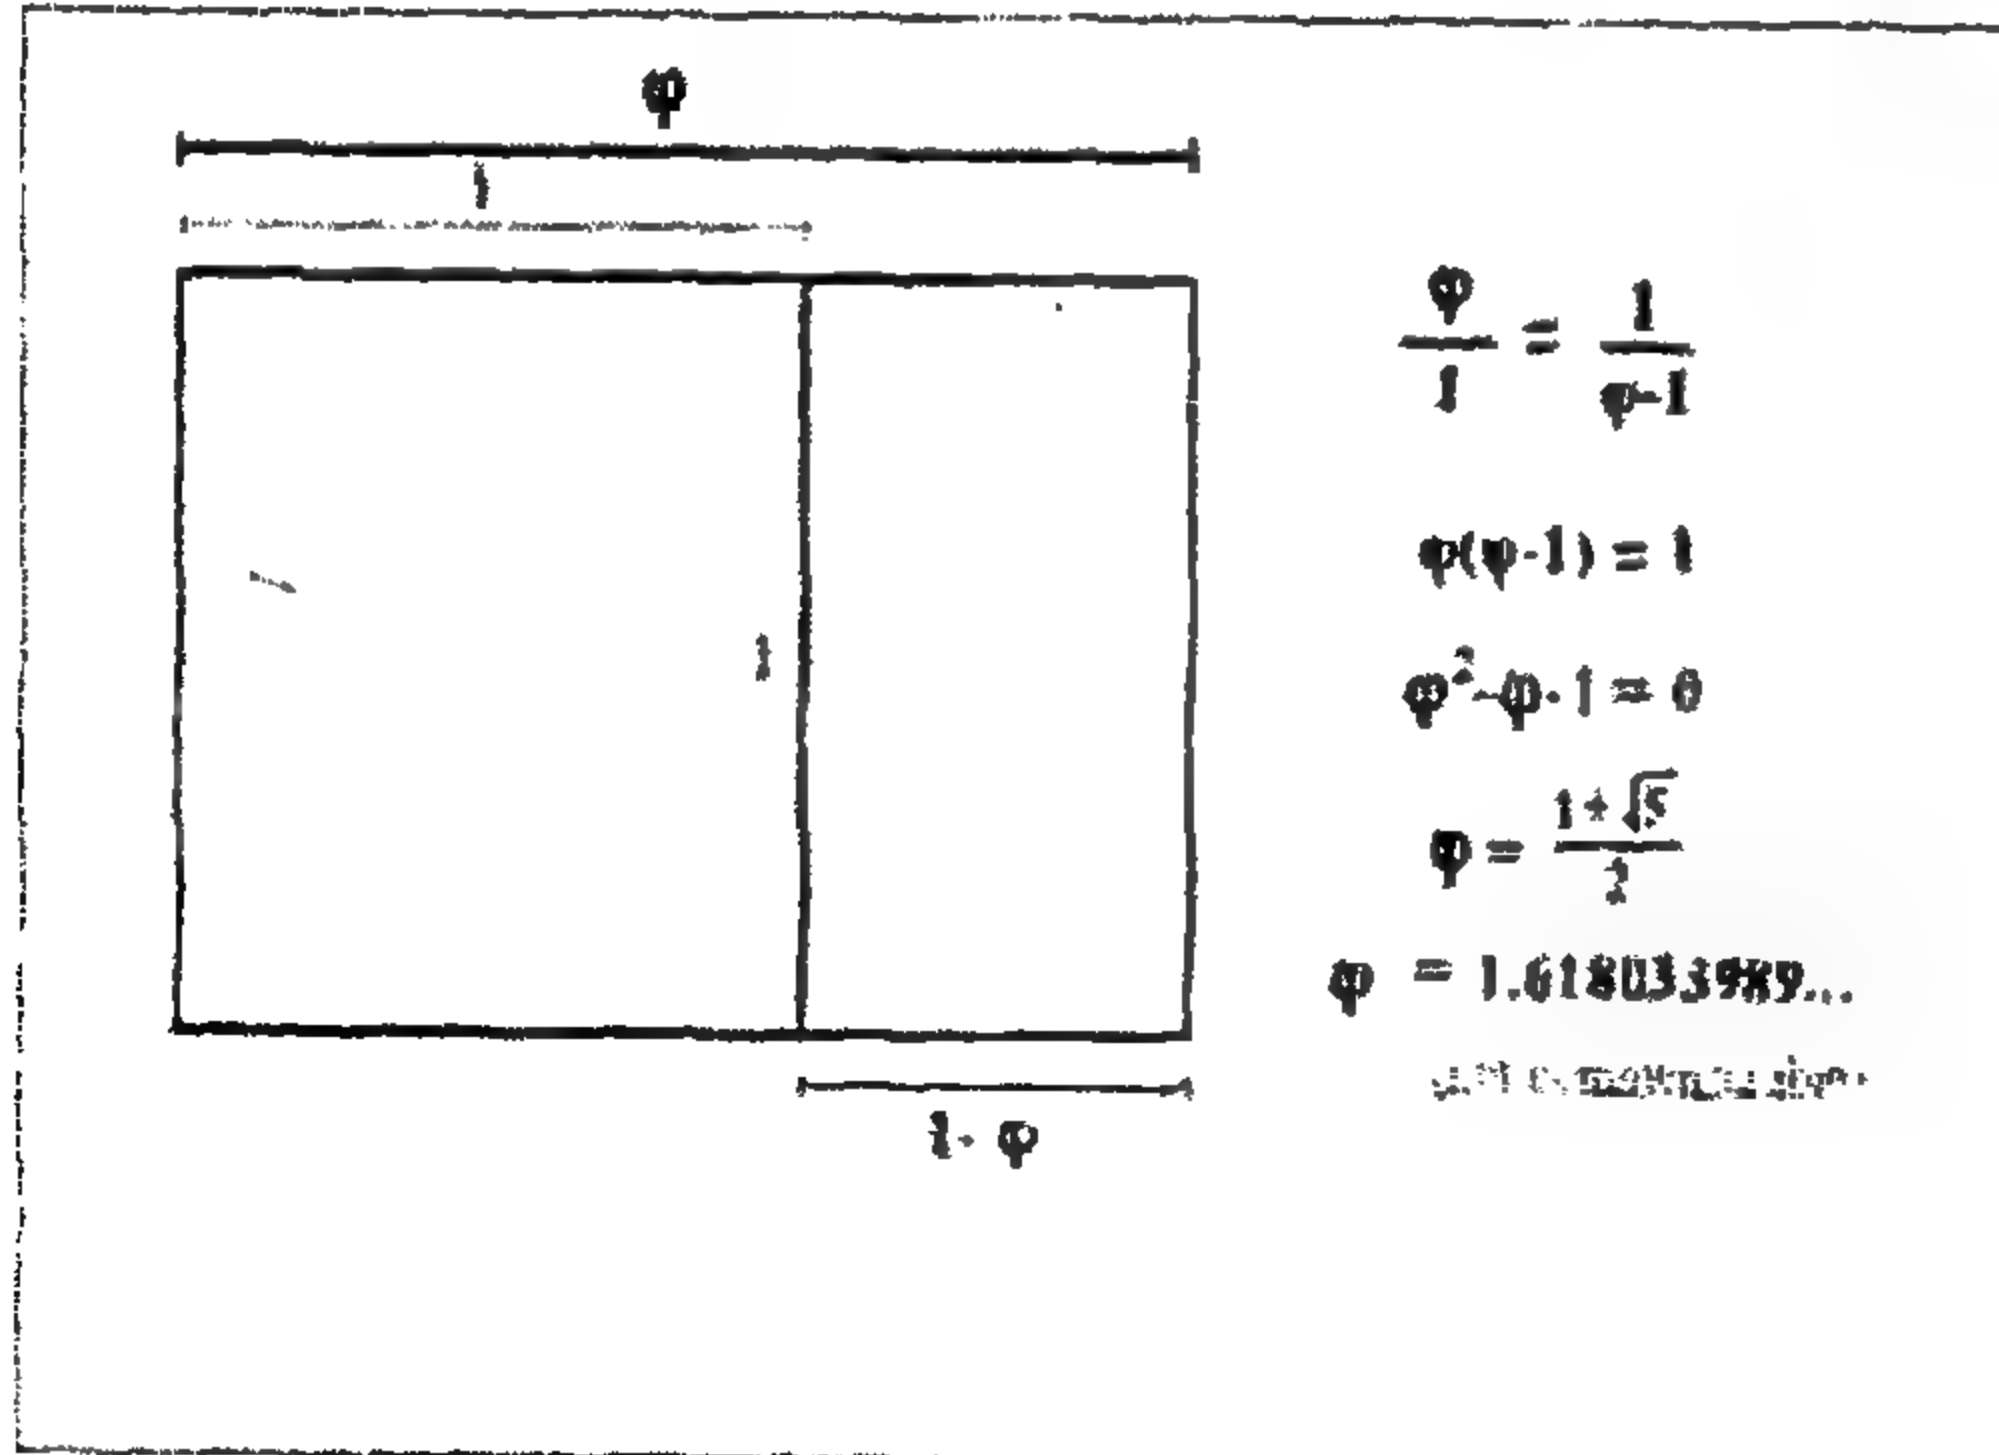 φ
1
φ/1 = 1/φ-1
φ(φ-1) = 1
1
φ²-φ-1 = 0
φ = 1+√5/2
φ = 1.618033989...
1- φ